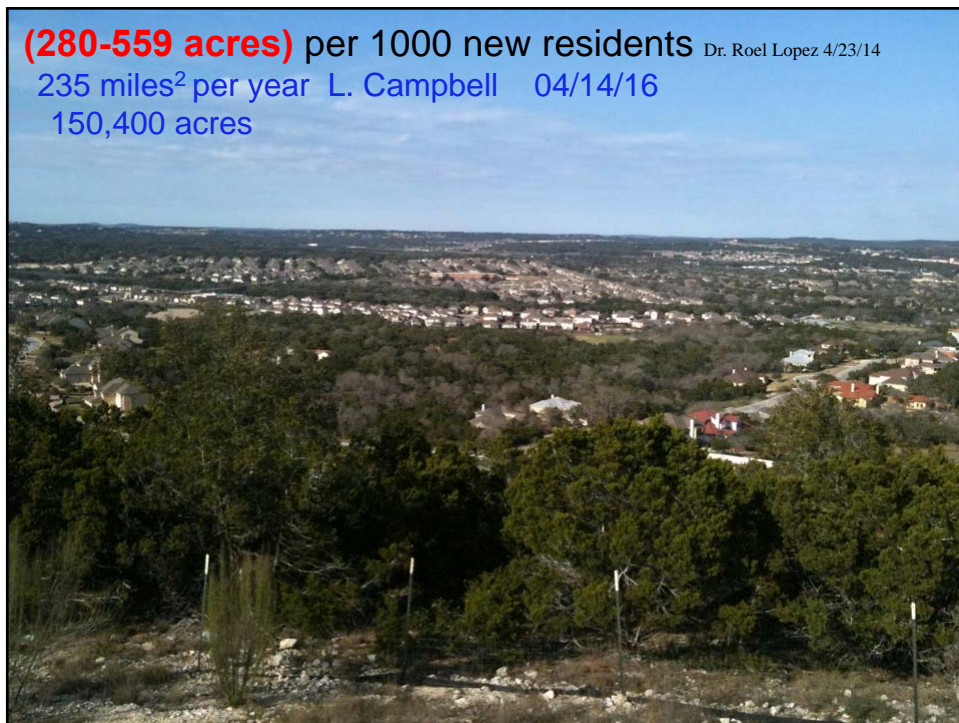 (280-559 acres) per 1000 new residents Dr. Roel Lopez 4/23/14
235 miles² per year L. Campbell 04/14/16
150,400 acres